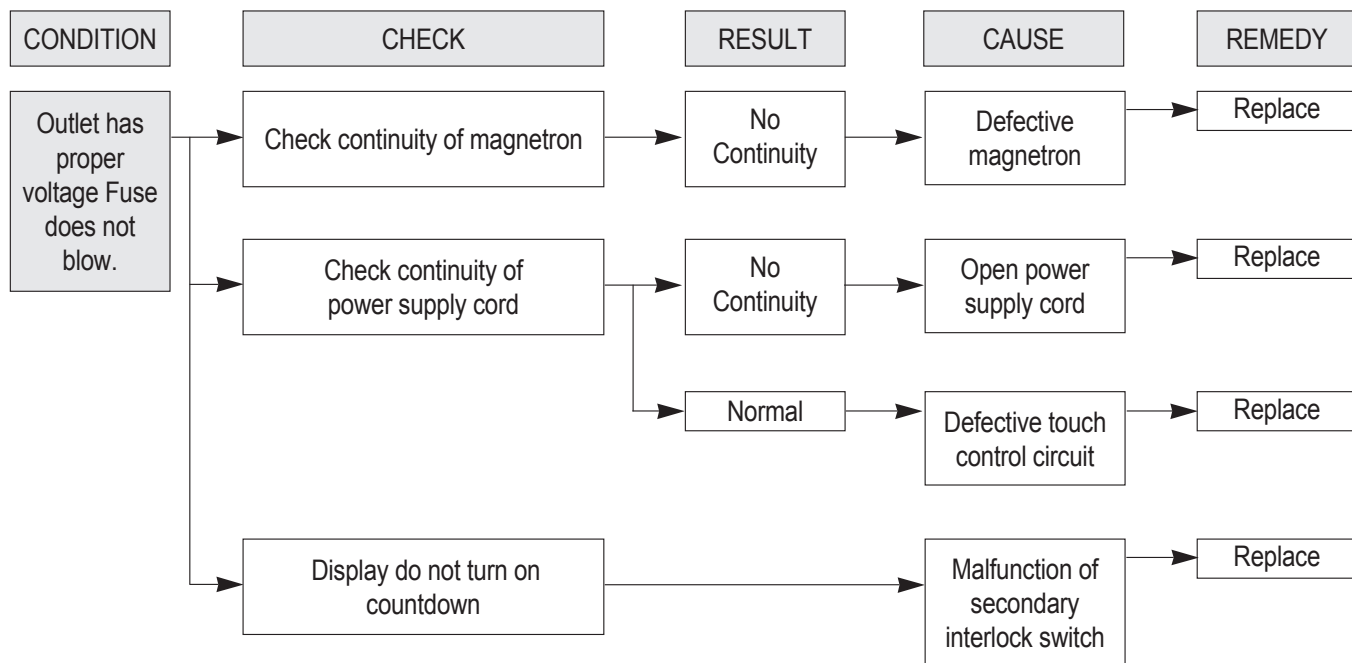 CONDITION
CHECK
RESULT
CAUSE
REMEDY
Outlet has
proper
voltage Fuse
does not
blow.
Check continuity of magnetron
No
Continuity
Defective
magnetron
Replace
Check continuity of
power supply cord
No
Continuity
Open power
supply cord
Replace
Normal
Defective touch
control circuit
Replace
Display do not turn on
countdown
Malfunction of
secondary
interlock switch
Replace